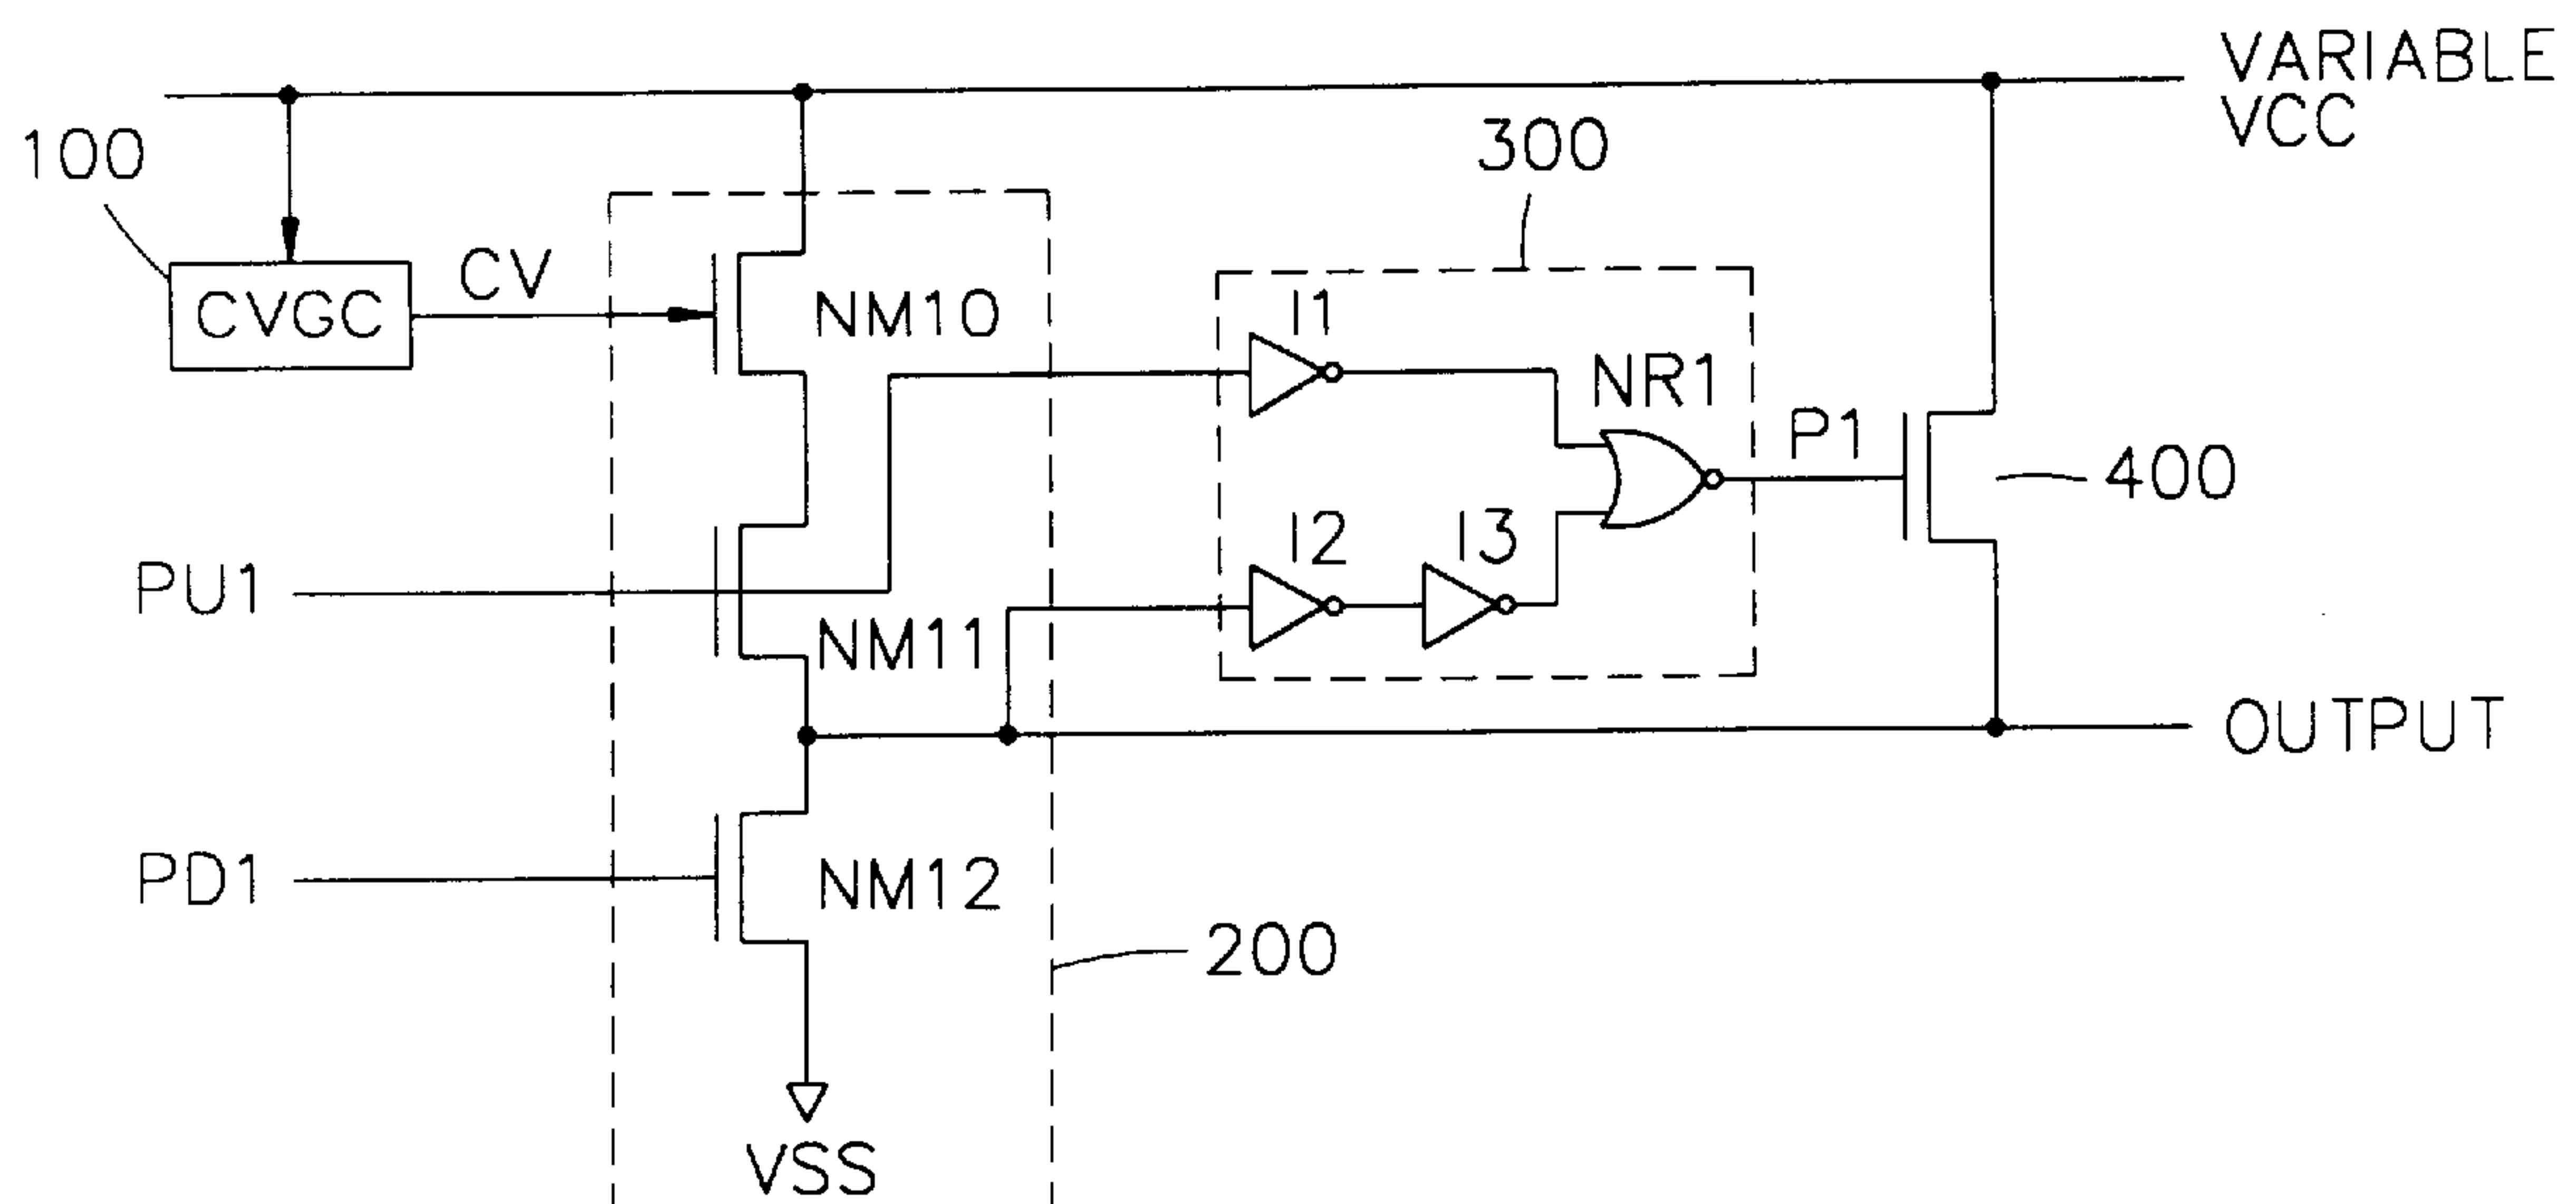 VARIABLE
VCC
100
300
CVGC
CV
NM10
I1
NR1
P1
400
I2
I3
PU1
NM11
OUTPUT
PD1
NM12
200
VSS